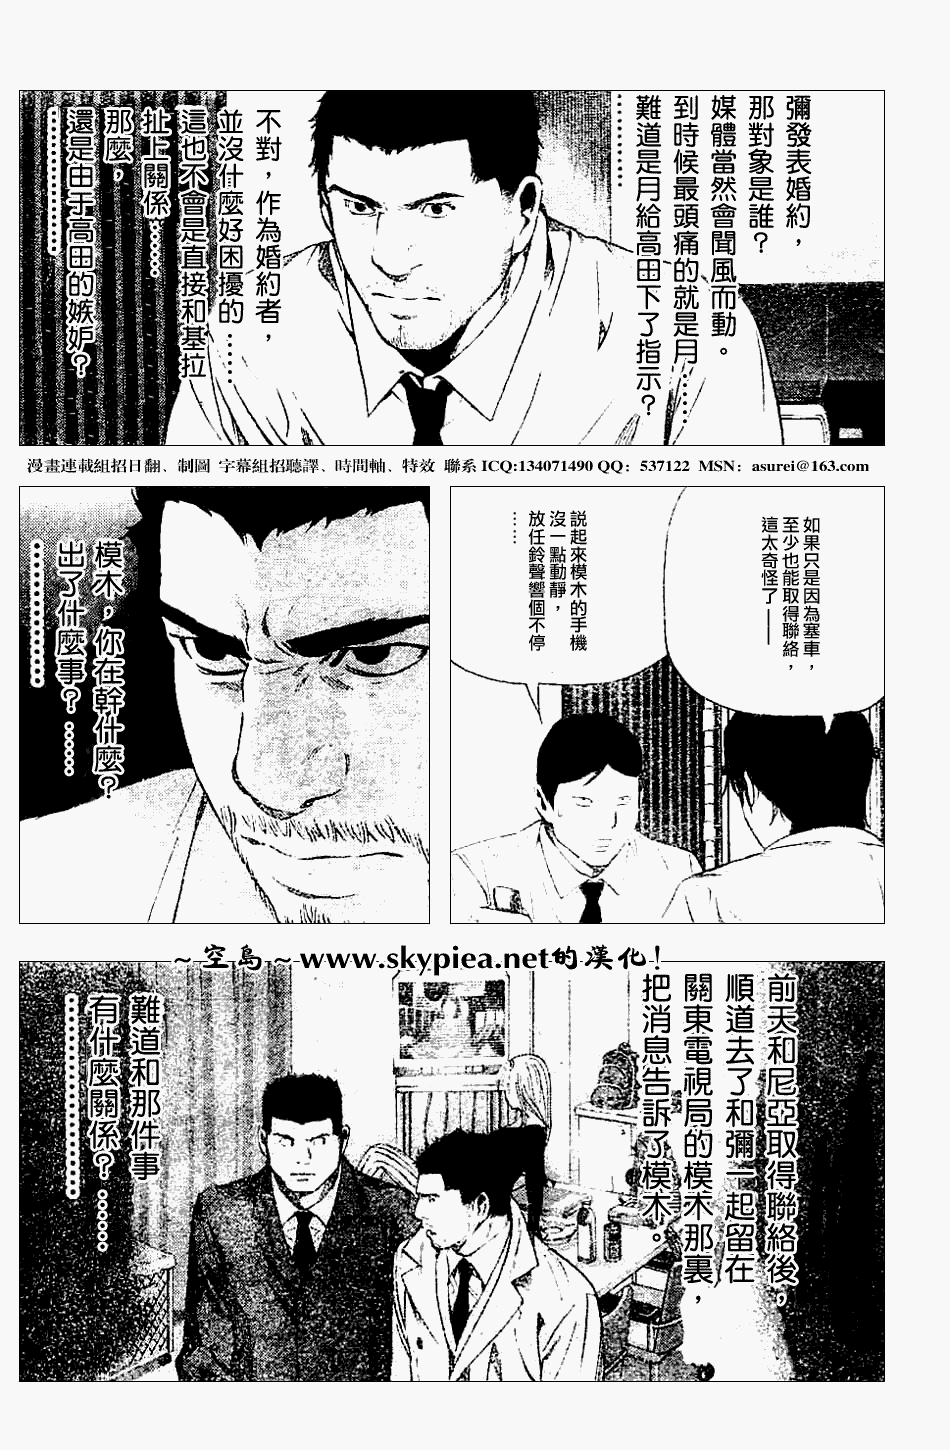 彌發表婚約，
那對象是誰？
媒體當然會聞風而動。
到時候最頭痛的就是月……
難道是月給高田下了指示？
…………
不對，作為婚約者，
並沒什麼好困擾的……
這也不會是直接和基拉
扯上關係……
那麼，
還是由于高田的嫉妒？
…………
漫畫連載組招日翻、制圖 字幕組招聽譯、時間軸、特效 聯系 ICQ:134071490 QQ：537122 MSN：asurei@163.com
如果只是因為塞車，
至少也能取得聯絡，
這太奇怪了——
説起來模木的手機
沒一點動靜，
放任鈴聲響個不停
……
模木，你在幹什麼？
出了什麼事？……
…………
~空島~www.skypiea.net的漢化！
前天和尼亞取得聯絡後，
順道去了和彌一起留在
關東電視局的模木那裏，
把消息告訴了模木。
難道和那件事
有什麼關係？……
…………